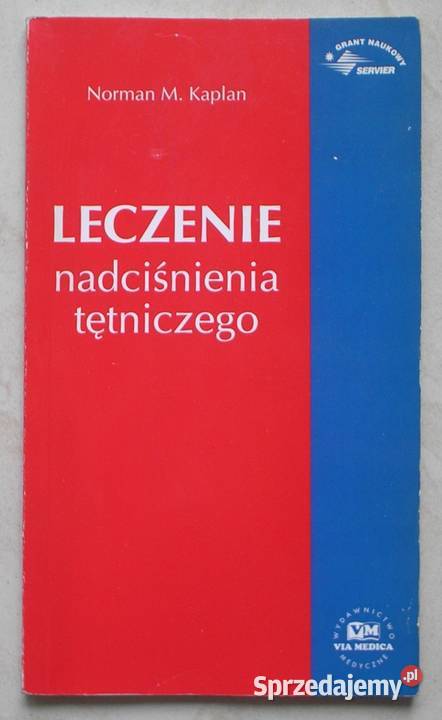 GRANT NAUKOWY
SERVIER
Norman M. Kaplan
LECZENIE
nadciśnienia
tętniczego
WYDAWNICTWO
VM
VIA MEDICA
MEDYCZNE
Sprzedajemy.pl